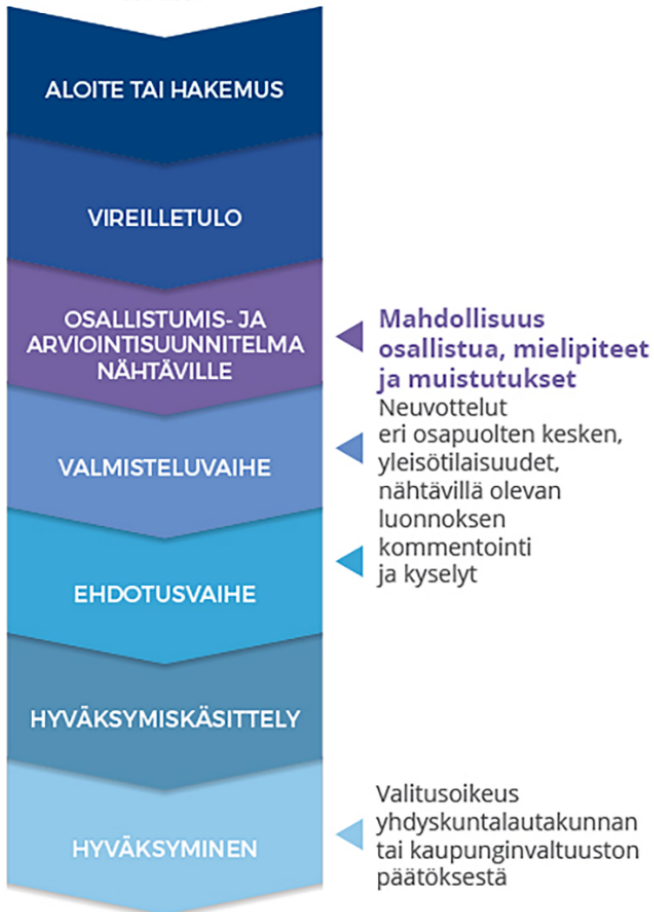 ALOITE TAI HAKEMUS
VIREILLETULO
OSALLISTUMIS- JA
ARVIOINTISUUNNITELMA
NÄHTÄVILLE
Mahdollisuus
osallistua, mielipiteet
ja muistutukset
VALMISTELUVAIHE
Neuvottelut
eri osapuolten kesken,
yleisötilaisuudet,
nähtävillä olevan
luonnoksen
kommentointi
ja kyselyt
EHDOTUSVAIHE
HYVÄKSYMISKÄSITTELY
HYVÄKSYMINEN
Valitusoikeus
yhdyskuntalautakunnan
tai kaupunginvaltuuston
päätöksestä